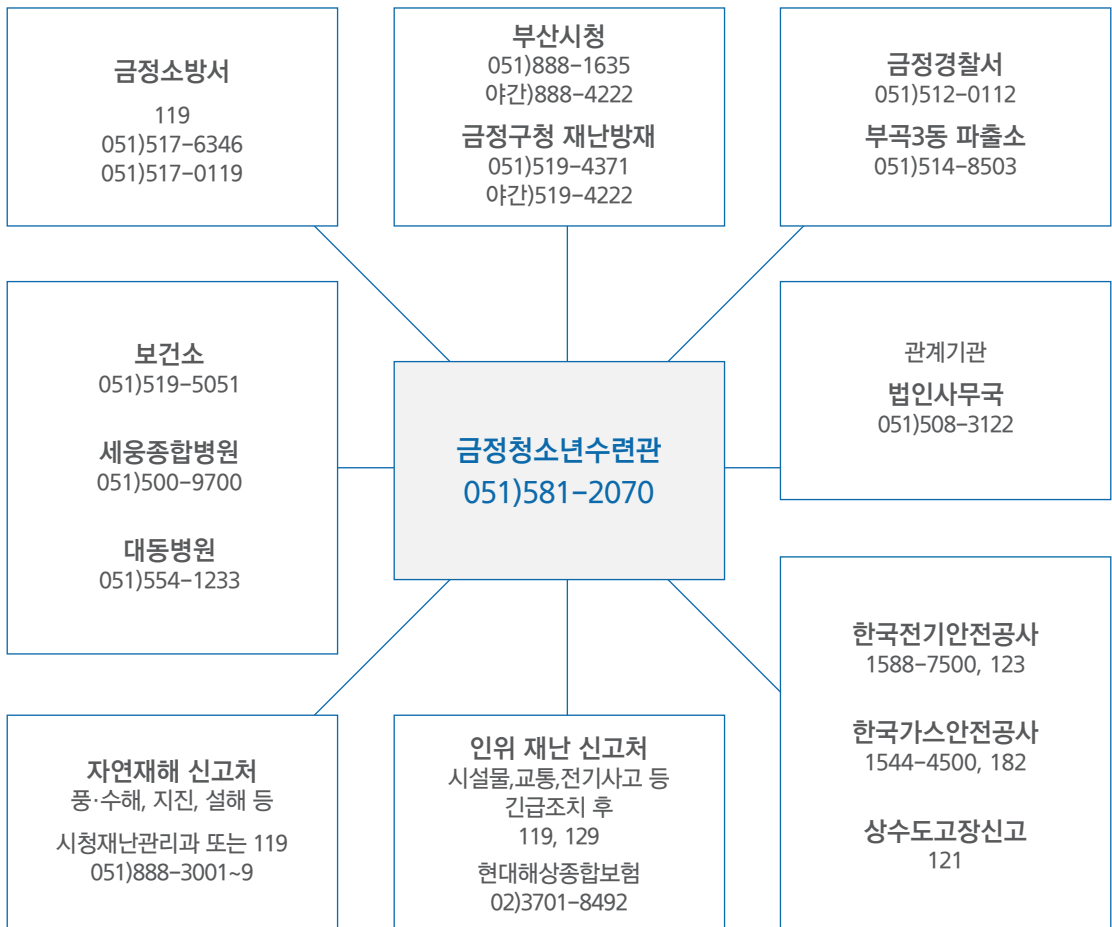 금정소방서
119
051)517-6346
051)517-0119
부산시청
051)888-1635
야간)888-4222
금정구청 재난방재
051)519-4371
야간)519-4222
금정경찰서
051)512-0112
부곡3동 파출소
051)514-8503
보건소
051)519-5051
세웅종합병원
051)500-9700
대동병원
051)554-1233
금정청소년수련관
051)581-2070
관계기관
법인사무국
051)508-3122
자연재해 신고처
풍·수해, 지진, 설해 등
시청재난관리과 또는 119
051)888-3001~9
인위 재난 신고처
시설물,교통,전기사고 등
긴급조치 후
119, 129
현대해상종합보험
02)3701-8492
한국전기안전공사
1588-7500, 123
한국가스안전공사
1544-4500, 182
상수도고장신고
121